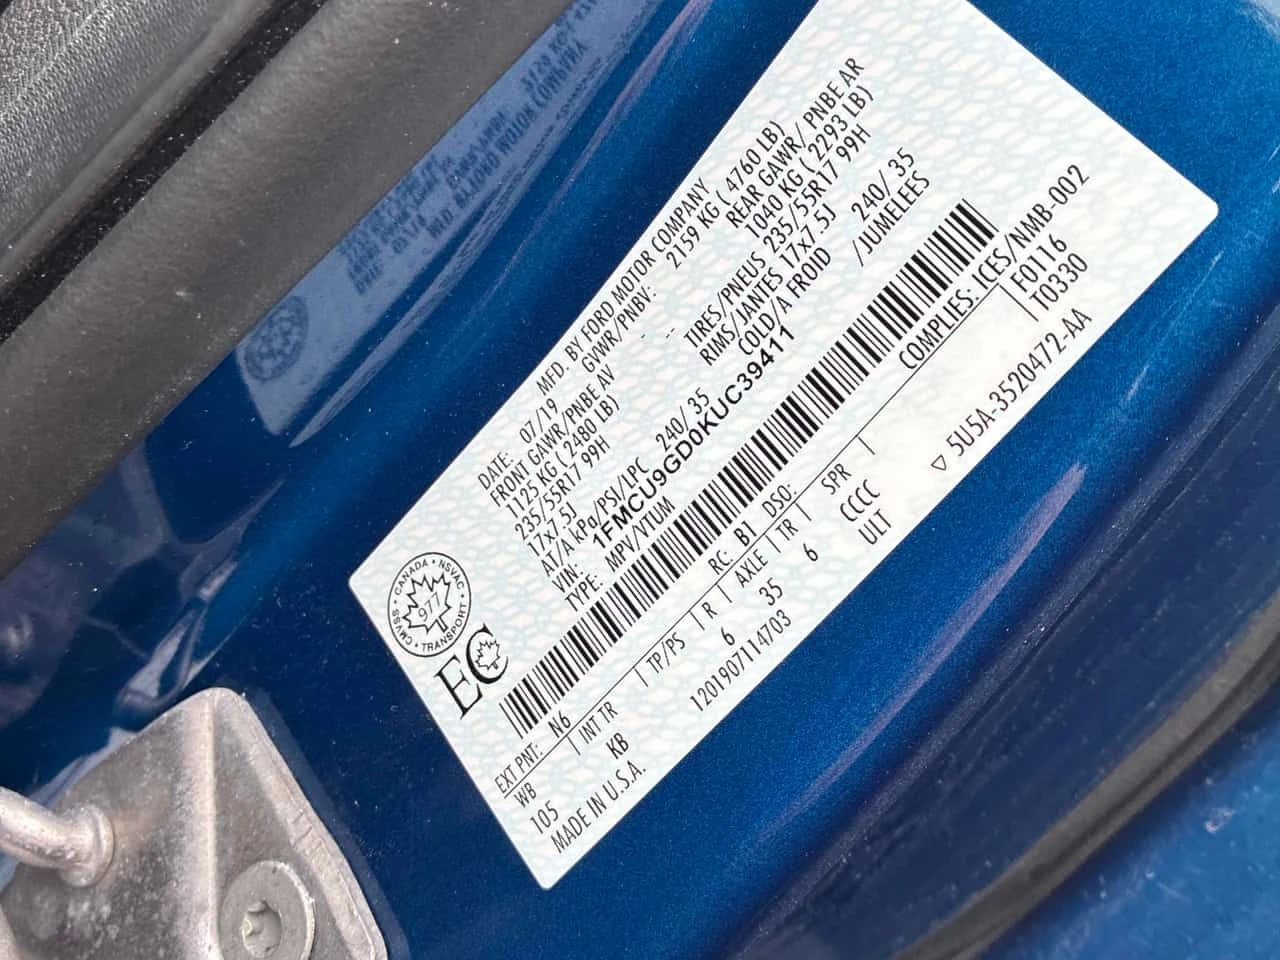 DATE: 07/19 MFD. BY FORD MOTOR COMPANY
FRONT GAWR/PNBE AV GVWR/PNBV: 2159 KG ( 4760 LB)
1125 KG ( 2480 LB) -- REAR GAWR/ PNBE AR
235/55R17 99H -- 1040 KG ( 2293 LB)
17x7.5J TIRES/PNEUS 235/55R17 99H
AT/A kPa/PSI/LPC 240/ 35 RIMS/JANTES 17x7.5J
COLD/A FROID 240/ 35
VIN: 1FMCU9GD0KUC39411 /JUMELEES
TYPE: MPV/VTUM
CANADA • NSVAC • TRANSPORT • CMVSS •
977
EC
COMPLIES: ICES/NMB-002
EXT PNT: N6 RC: B1 DSO: F0116
WB INT TR TP/PS R AXLE TR SPR T0330
105 KB 6 35 6 CCCC
MADE IN U.S.A. 1201907114703 ULT ▽ 5U5A-3520472-AA